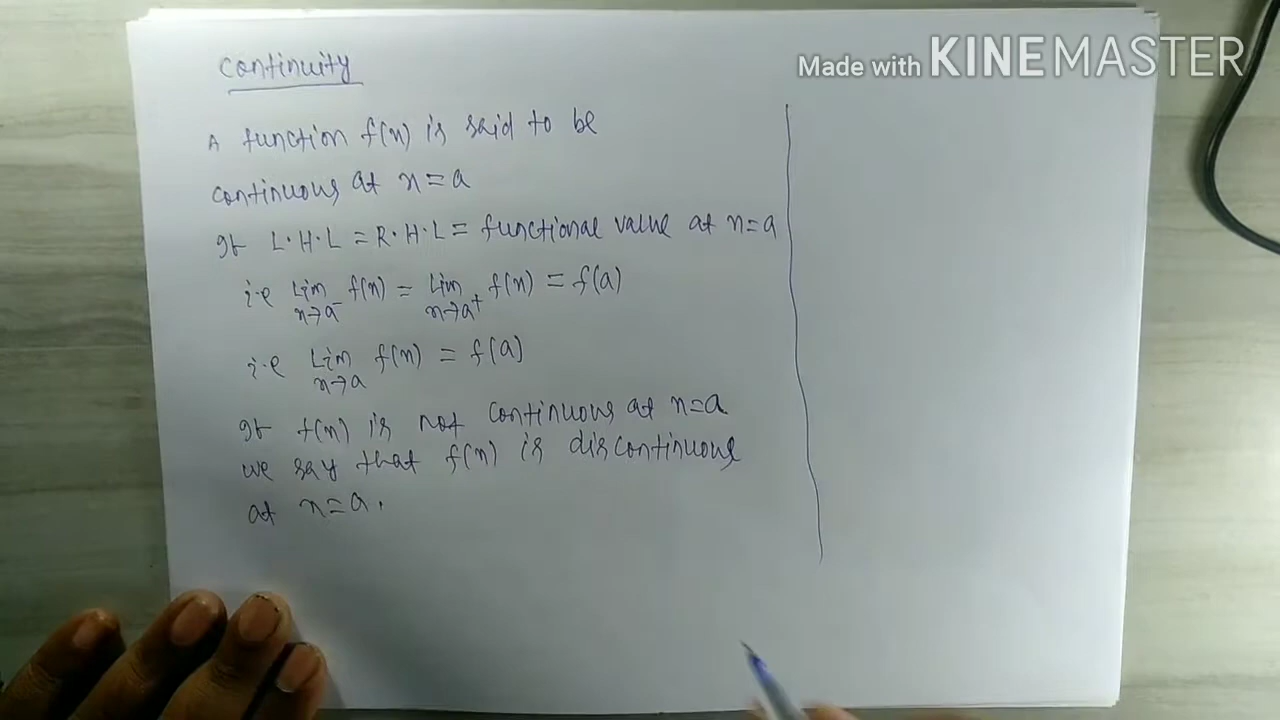 Continuity
Made with KINEMASTER
A function f(x) is said to be
continuous at x=a
If L.H.L = R.H.L = functional value at x=a
i.e Lim x→a⁻ f(x) = Lim x→a⁺ f(x) = f(a)
i.e Lim x→a f(x) = f(a)
If f(x) is not continuous at x=a
we say that f(x) is discontinuous
at x=a.